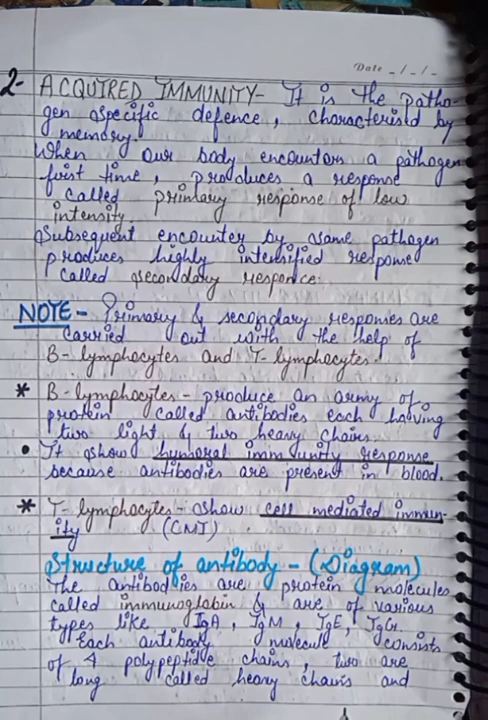 Date _/_/_
2- ACQUIRED IMMUNITY- It is the patho-
gen specific defence, characteristd by
memory.
When our body encounters a pathogen
first time, produces a response
called primary response of low
intensity.
Subsequent encounter by same pathogen
produces highly intensified response
called secondary responce.
NOTE- Primary & secondary responses are
carried out with the help of
B-lymphocytes and T-lymphocytes.
* B-lymphocytes - produce an army of
protein called antibodies each having
two light & two heavy chains.
• It show humoral immunity response
because antibodies are present in blood.
* T-lymphocytes - show cell mediated immun-
ity (CMI)
Structure of antibody - (Diagram)
The antibodies are protein molecules
called immunoglobin & are of various
types like IgA, IgM, IgE, IgG.
Each antibody molecule consists
of 4 polypeptide chains, two are
long called heavy chains and